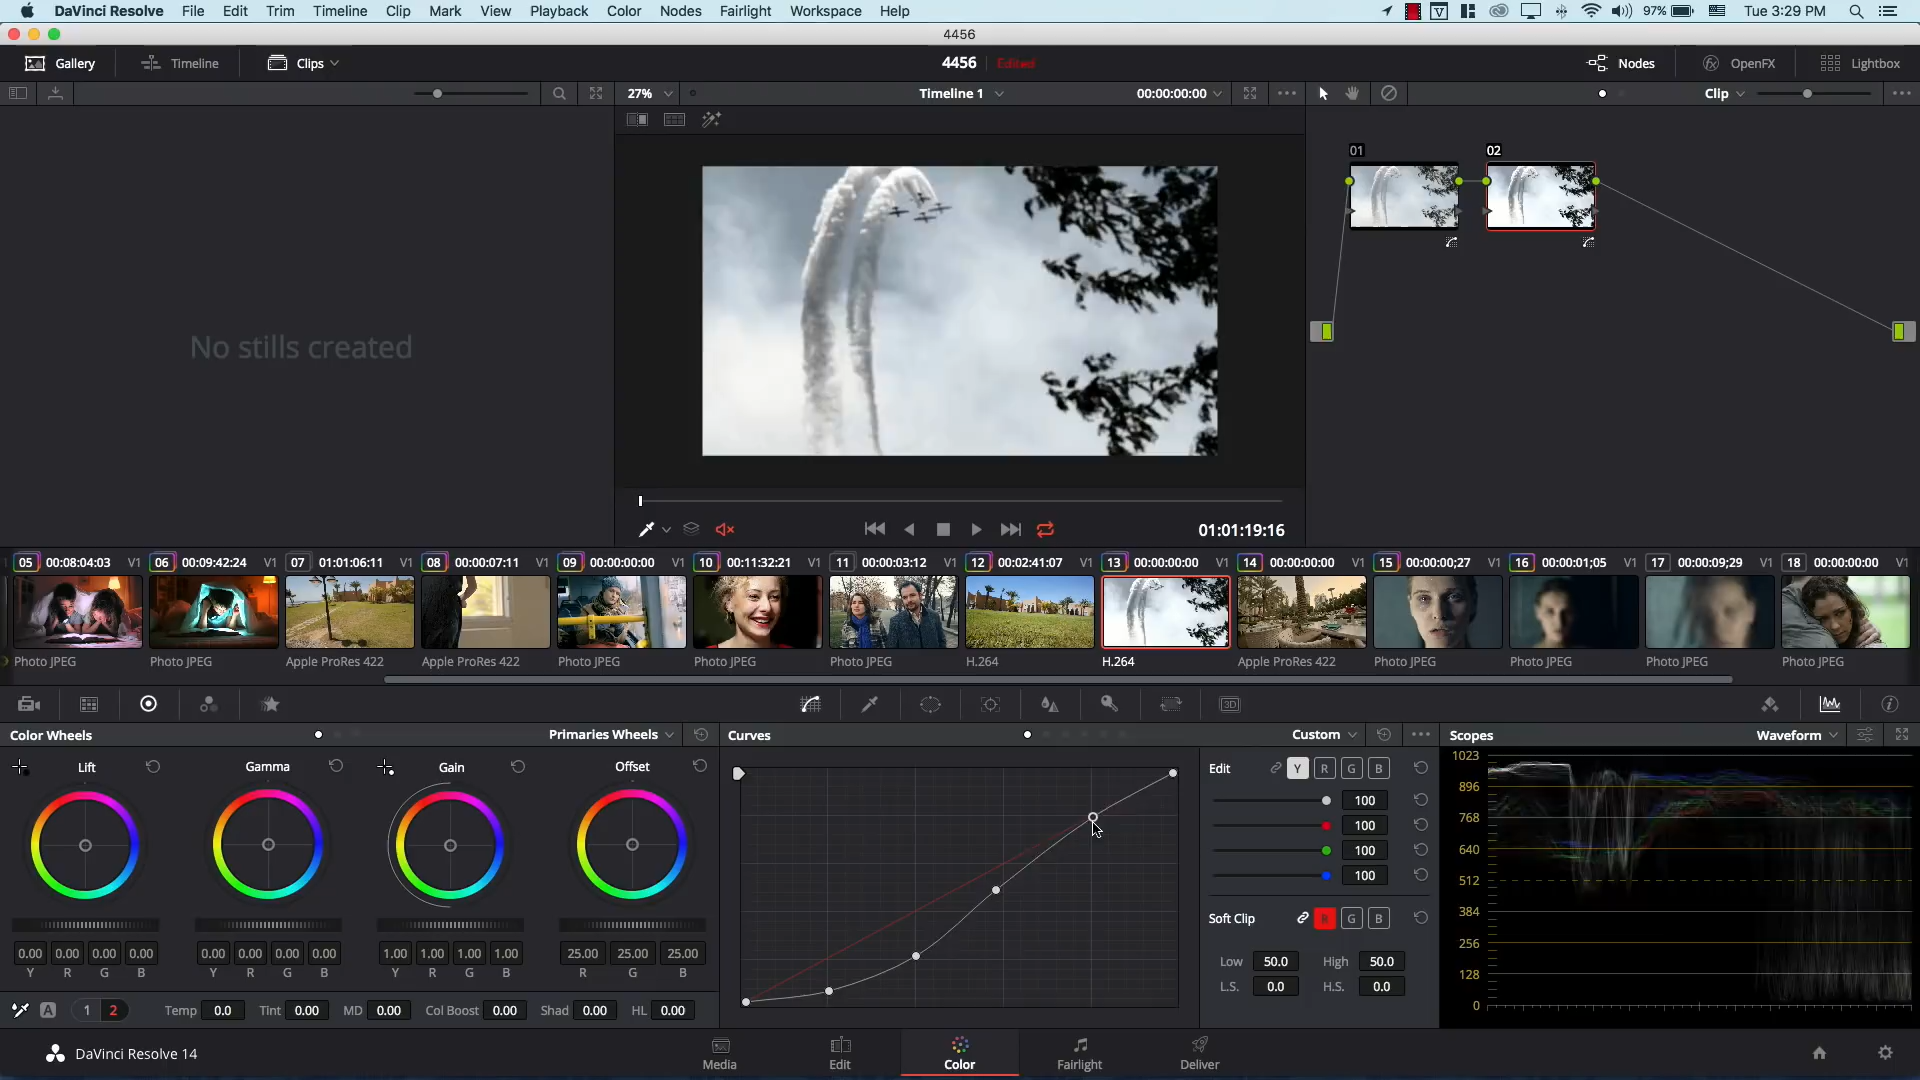 DaVinci Resolve File Edit Trim Timeline Clip Mark View Playback Color Nodes Fairlight Workspace Help 97% Tue 3:29 PM
4456
Gallery Timeline Clips 4456 Edited Nodes OpenFX Lightbox
27% Timeline 1 00:00:00:00 Clip
01 02
No stills created
01:01:19:16
05 00:08:04:03 V1 06 00:09:42:24 V1 07 01:01:06:11 V1 08 00:00:07:11 V1 09 00:00:00:00 V1 10 00:11:32:21 V1 11 00:00:03:12 V1 12 00:02:41:07 V1 13 00:00:00:00 V1 14 00:00:00:00 V1 15 00:00:00;27 V1 16 00:00:01;05 V1 17 00:00:09;29 V1 18 00:00:00:00 V1
Photo JPEG Photo JPEG Apple ProRes 422 Apple ProRes 422 Photo JPEG Photo JPEG Photo JPEG H.264 H.264 Apple ProRes 422 Photo JPEG Photo JPEG Photo JPEG Photo JPEG
3D
Color Wheels Primaries Wheels Curves Custom Scopes Waveform
Lift Gamma Gain Offset
Edit Y R G B
100
100
100
100
Soft Clip R G B
Low 50.0 High 50.0
L.S. 0.0 H.S. 0.0
1023
896
768
640
512
384
256
128
0
0.00 0.00 0.00 0.00 0.00 0.00 0.00 0.00 1.00 1.00 1.00 1.00 25.00 25.00 25.00
Y R G B Y R G B Y R G B R G B
A 1 2 Temp 0.0 Tint 0.00 MD 0.00 Col Boost 0.00 Shad 0.00 HL 0.00
DaVinci Resolve 14 Media Edit Color Fairlight Deliver